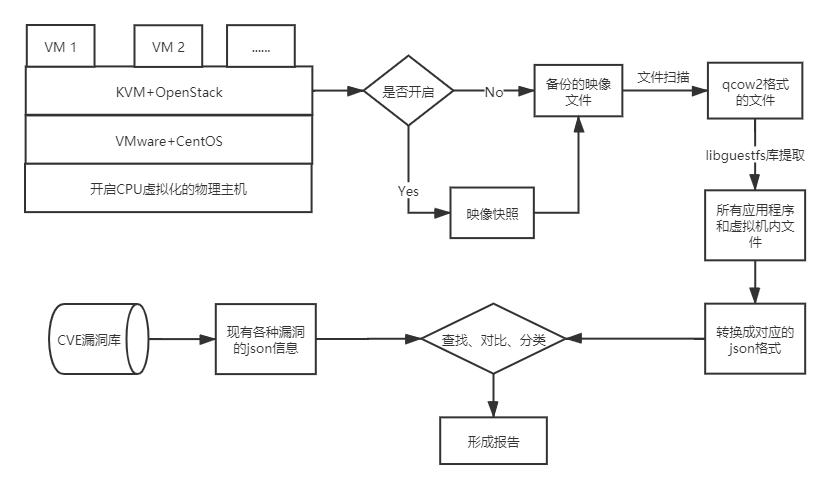 VM 1
VM 2
......
KVM+OpenStack
VMware+CentOS
开启CPU虚拟化的物理主机
是否开启
No
Yes
映像快照
备份的映像
文件
文件扫描
qcow2格式
的文件
libguestfs库提取
所有应用程序
和虚拟机内文
件
转换成对应的
json格式
CVE漏洞库
现有各种漏洞
的json信息
查找、对比、分类
形成报告